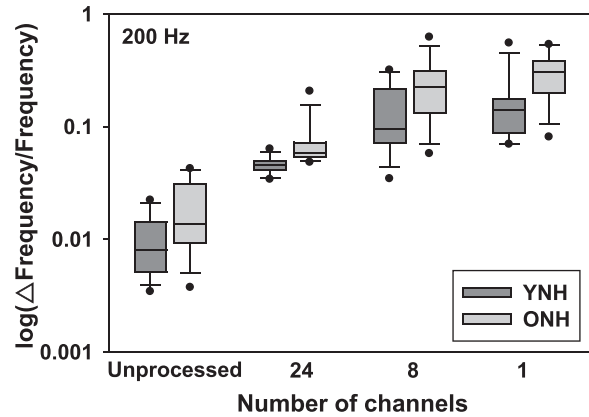 200 Hz
log(△Frequency/Frequency)
1
0.1
0.01
0.001
YNH
ONH
Unprocessed 24 8 1
Number of channels